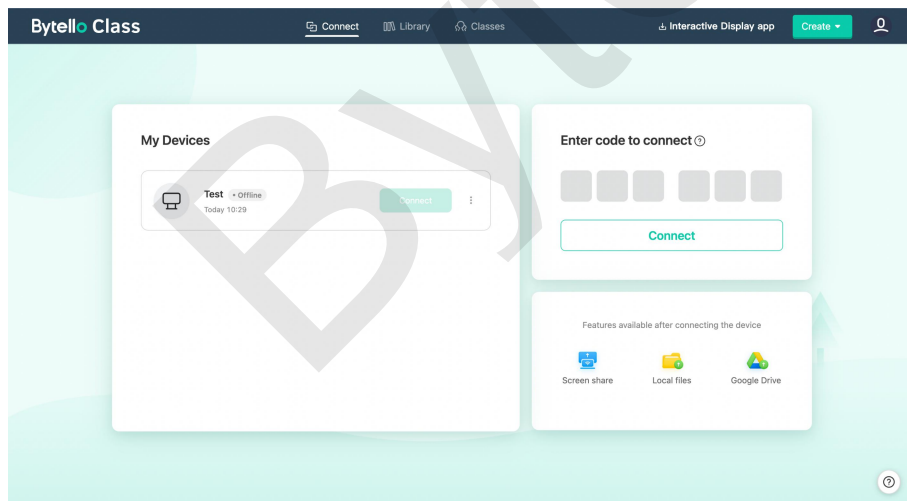 Bytello Class
Connect
Library
Classes
Interactive Display app
Create
My Devices
Test • Offline
Today 10:29
Connect
Enter code to connect
Connect
Features available after connecting the device
Screen share
Local files
Google Drive
Byte